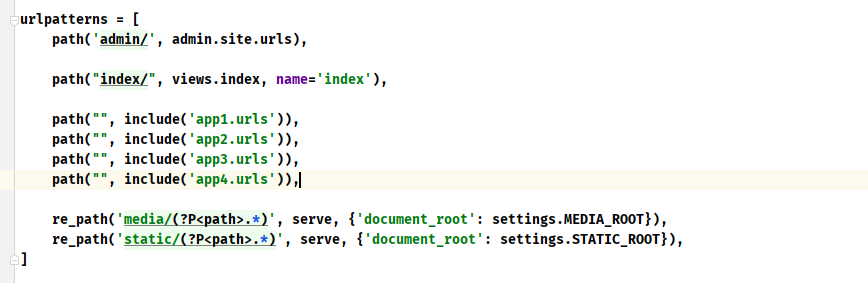 urlpatterns = [
    path('admin/', admin.site.urls),
    path("index/", views.index, name='index'),
    path("", include('app1.urls')),
    path("", include('app2.urls')),
    path("", include('app3.urls')),
    path("", include('app4.urls')),
    re_path('media/(?P<path>.*)', serve, {'document_root': settings.MEDIA_ROOT}),
    re_path('static/(?P<path>.*)', serve, {'document_root': settings.STATIC_ROOT}),
]